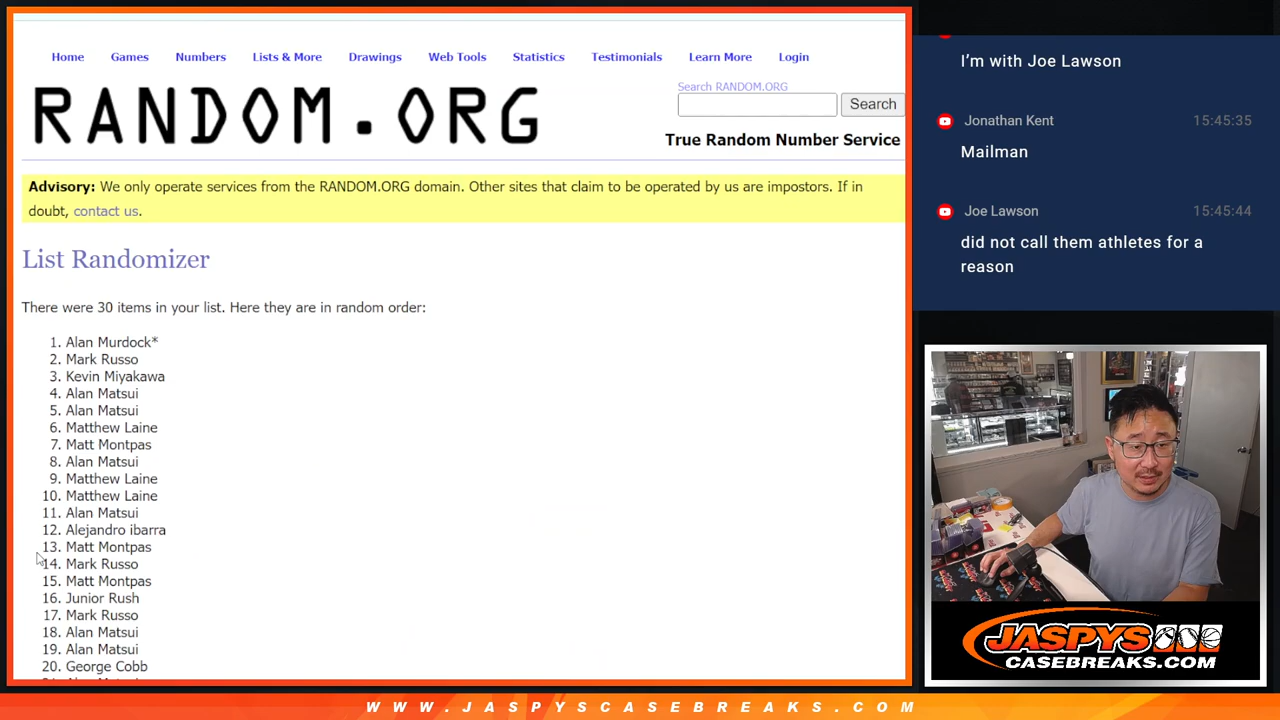 Home Games Numbers Lists & More Drawings Web Tools Statistics Testimonials Learn More Login
RANDOM.ORG
Search RANDOM.ORG
Search
True Random Number Service
Advisory: We only operate services from the RANDOM.ORG domain. Other sites that claim to be operated by us are impostors. If in
doubt, contact us.
List Randomizer
There were 30 items in your list. Here they are in random order:
1. Alan Murdock*
2. Mark Russo
3. Kevin Miyakawa
4. Alan Matsui
5. Alan Matsui
6. Matthew Laine
7. Matt Montpas
8. Alan Matsui
9. Matthew Laine
10. Matthew Laine
11. Alan Matsui
12. Alejandro ibarra
13. Matt Montpas
14. Mark Russo
15. Matt Montpas
16. Junior Rush
17. Mark Russo
18. Alan Matsui
19. Alan Matsui
20. George Cobb
I’m with Joe Lawson
Jonathan Kent 15:45:35
Mailman
Joe Lawson 15:45:44
did not call them athletes for a
reason
JASPYS
CASEBREAKS.COM
WWW.JASPYSCASEBREAKS.COM